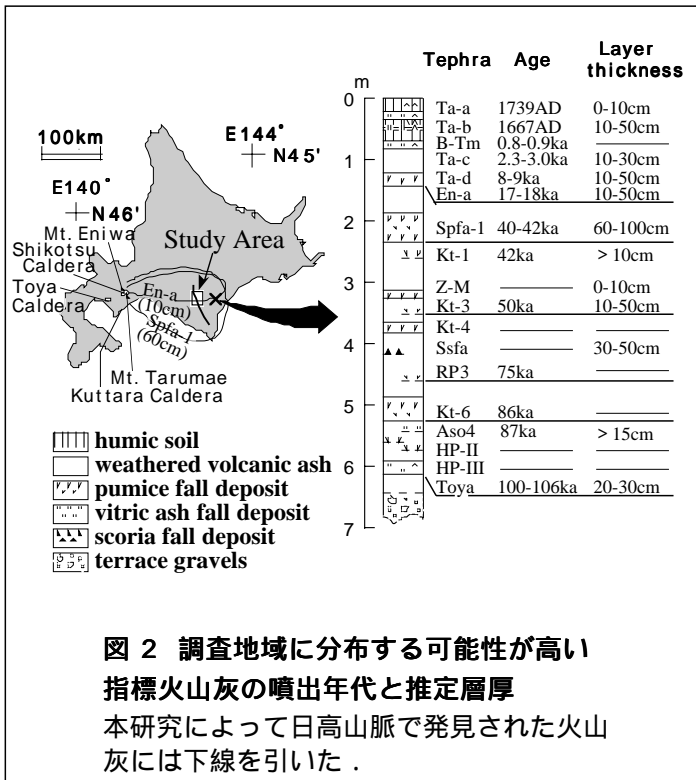 100km
E144°
N45'
E140°
N46'
Mt. Eniwa
Shikotsu
Caldera
Toya
Caldera
Study Area
En-a
(10cm)
Spfa-1
(60cm)
Mt. Tarumae
Kuttara Caldera
humic soil
weathered volcanic ash
pumice fall deposit
vitric ash fall deposit
scoria fall deposit
terrace gravels
m
0
1
2
3
4
5
6
7
Tephra Age Layer thickness
Ta-a 1739AD 0-10cm
Ta-b 1667AD 10-50cm
B-Tm 0.8-0.9ka
Ta-c 2.3-3.0ka 10-30cm
Ta-d 8-9ka 10-50cm
En-a 17-18ka 10-50cm
Spfa-1 40-42ka 60-100cm
Kt-1 42ka > 10cm
Z-M 0-10cm
Kt-3 50ka 10-50cm
Kt-4
Ssfa 30-50cm
RP3 75ka
Kt-6 86ka
Aso4 87ka > 15cm
HP-II
HP-III
Toya 100-106ka 20-30cm
図 2 調査地域に分布する可能性が高い
指標火山灰の噴出年代と推定層厚
本研究によって日高山脈で発見された火山
灰には下線を引いた .